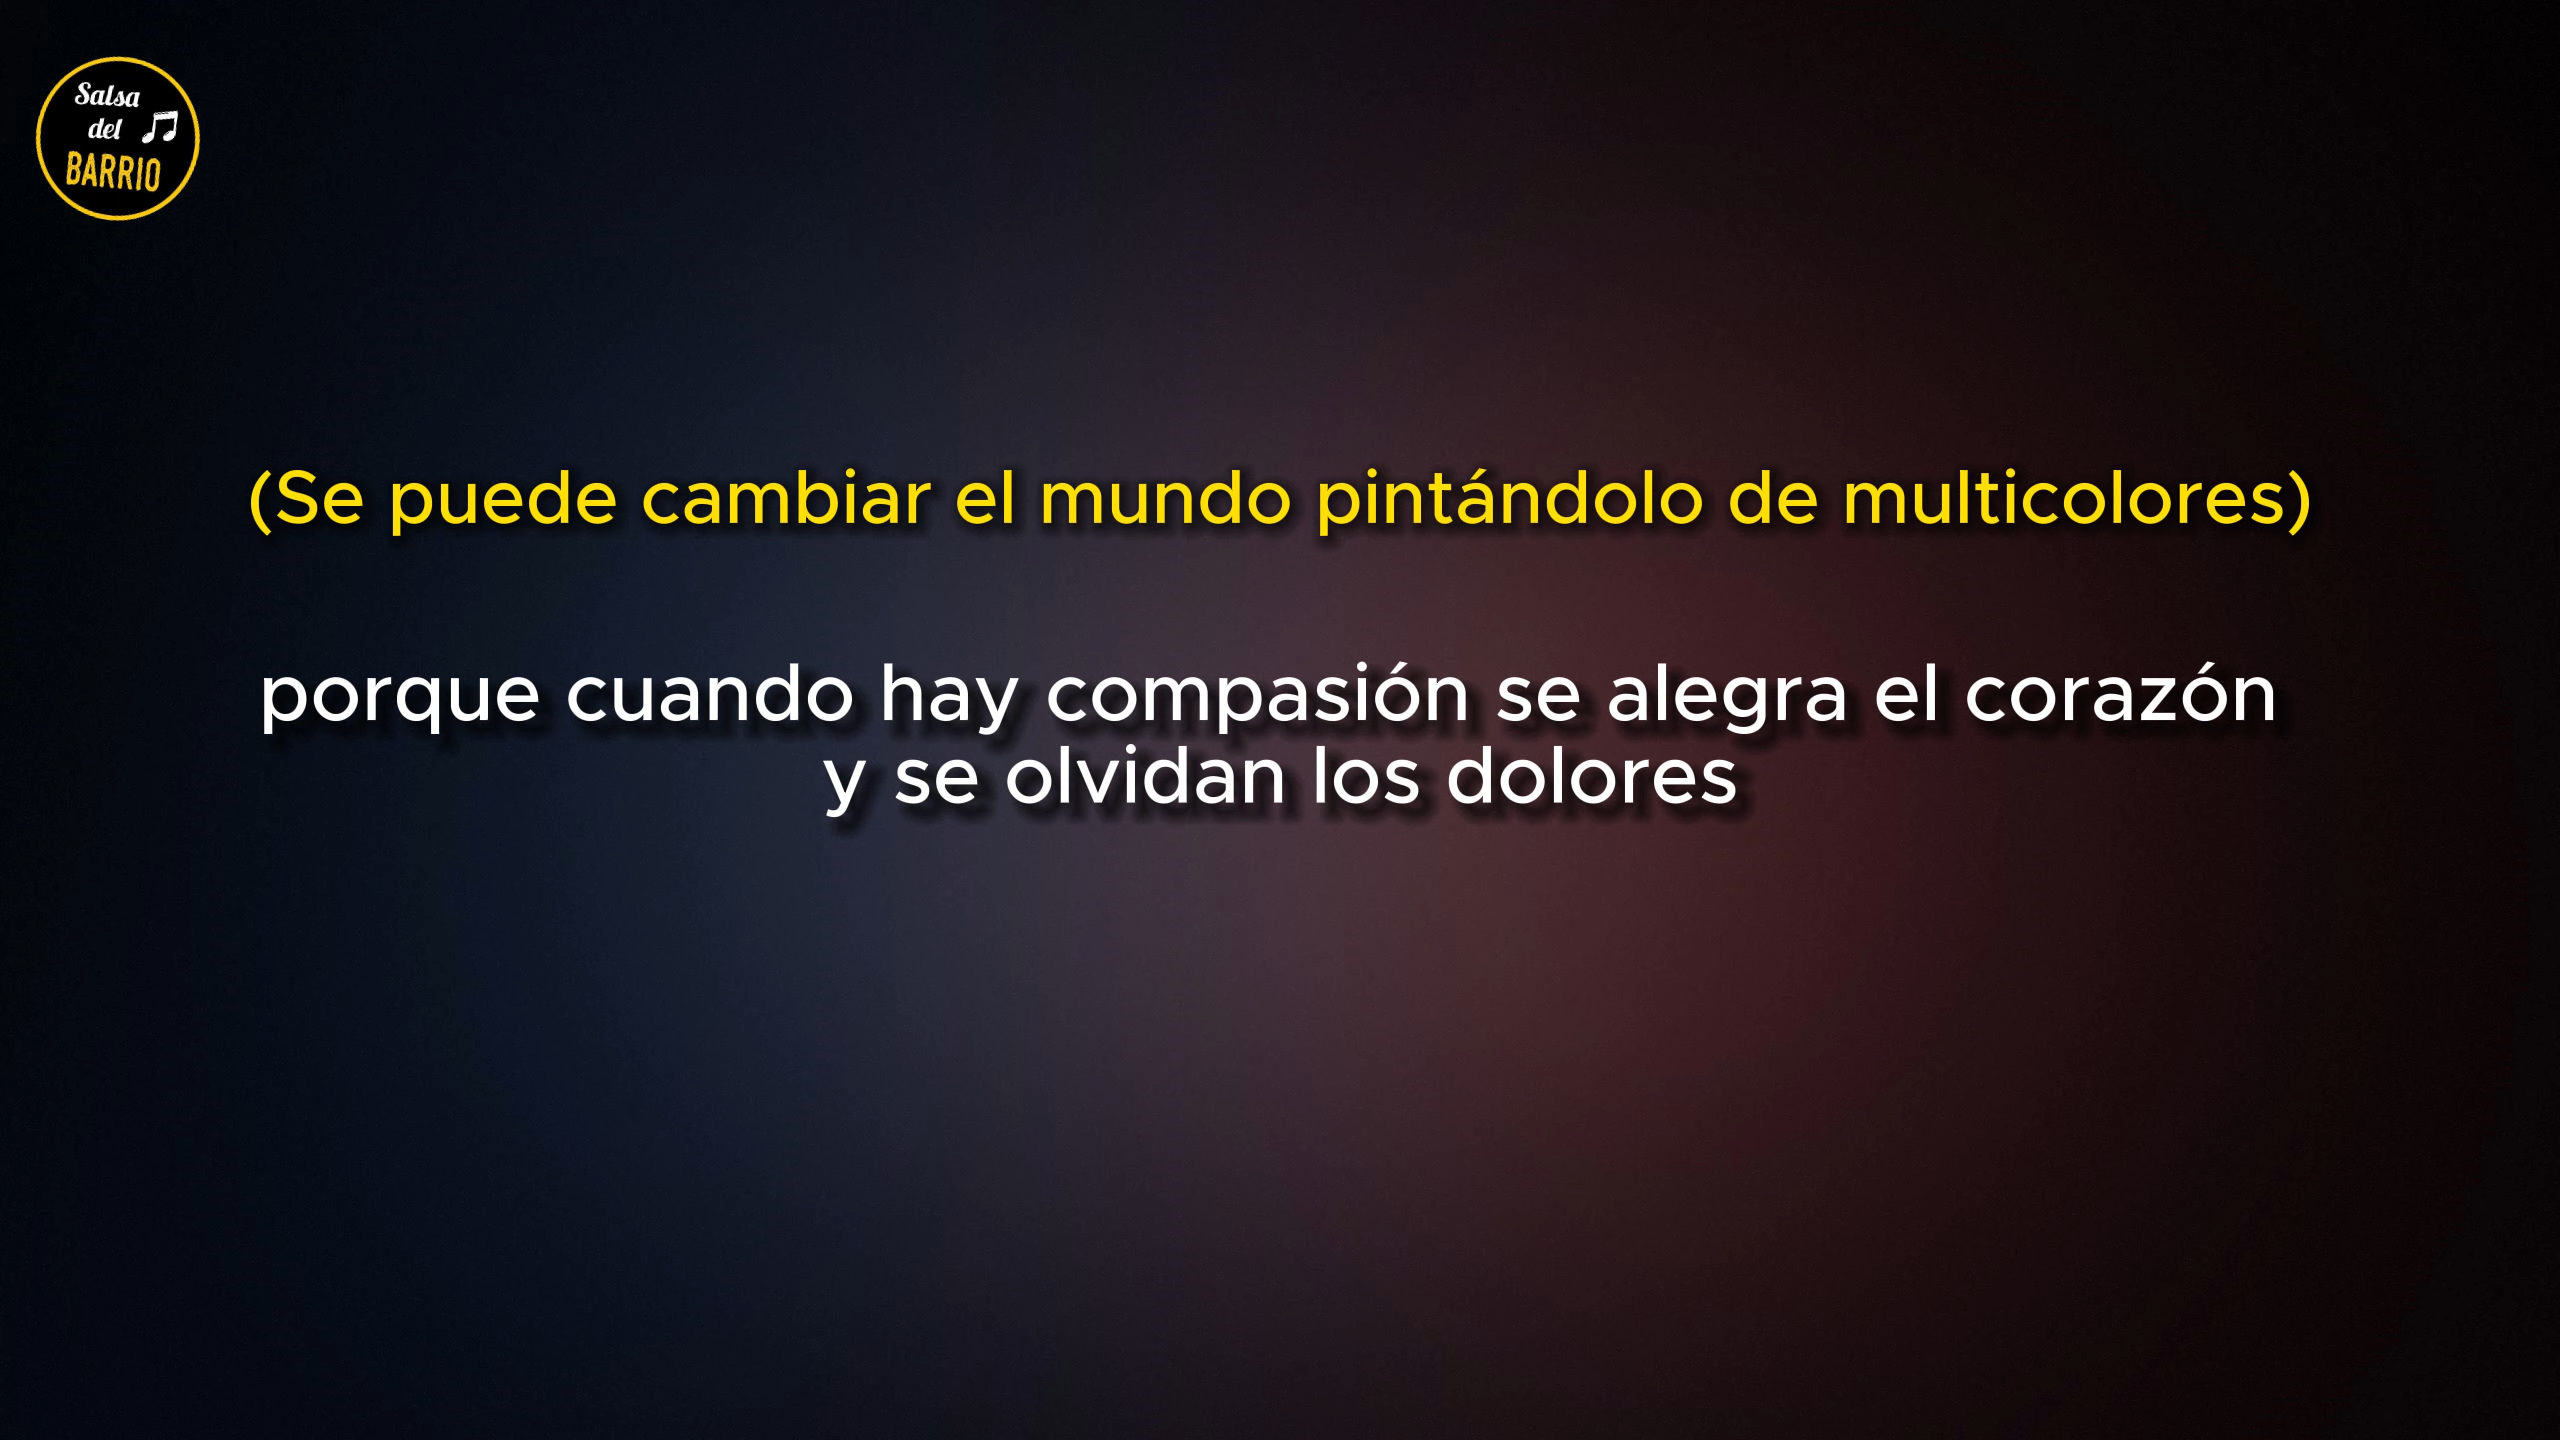 Salsa
del
BARRIO
(Se puede cambiar el mundo pintándolo de multicolores)
porque cuando hay compasión se alegra el corazón
y se olvidan los dolores